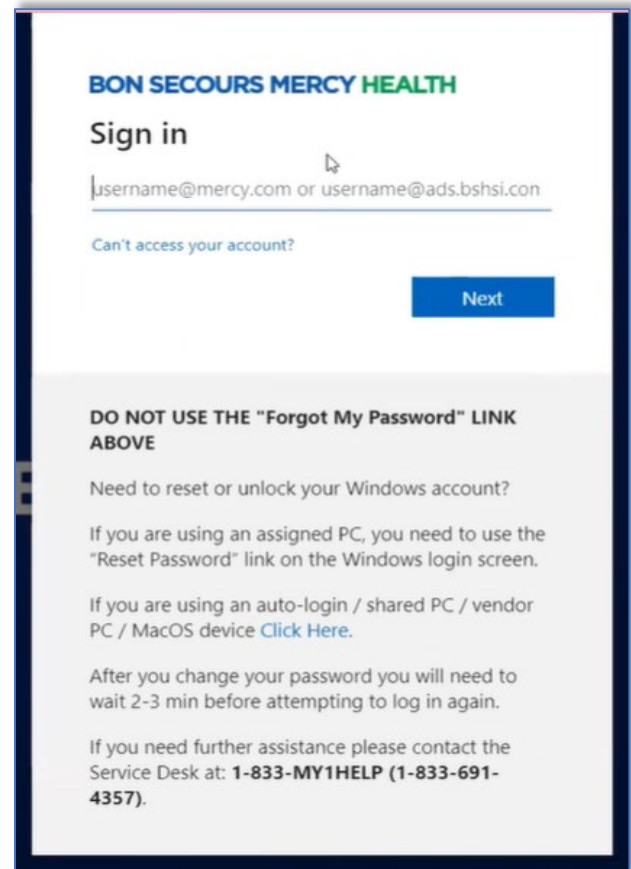 BON SECOURS MERCY HEALTH
Sign in
username@mercy.com or username@ads.bshsi.con
Can't access your account?
Next
DO NOT USE THE "Forgot My Password" LINK
ABOVE
Need to reset or unlock your Windows account?
If you are using an assigned PC, you need to use the
“Reset Password” link on the Windows login screen.
If you are using an auto-login / shared PC / vendor
PC / MacOS device Click Here.
After you change your password you will need to
wait 2-3 min before attempting to log in again.
If you need further assistance please contact the
Service Desk at: 1-833-MY1HELP (1-833-691-
4357).